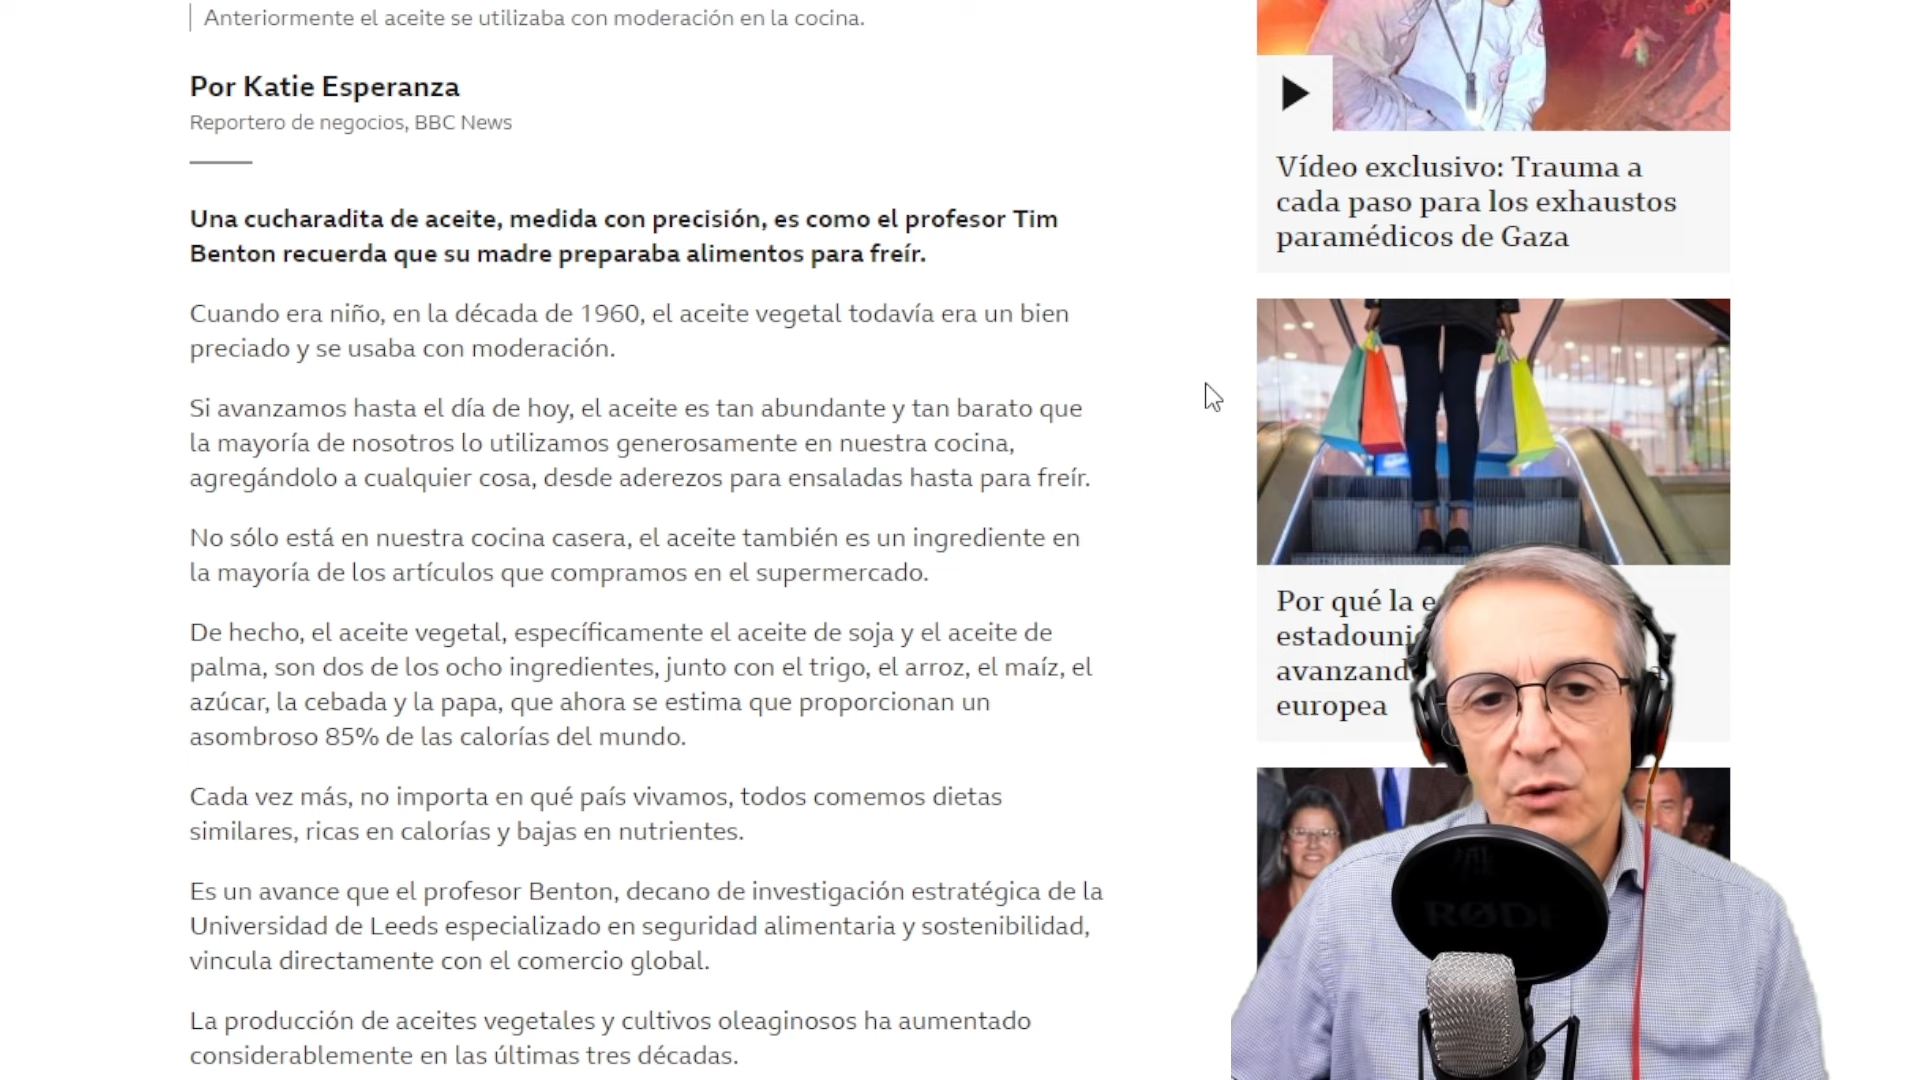 Anteriormente el aceite se utilizaba con moderación en la cocina.
Por Katie Esperanza
Reportero de negocios, BBC News
Una cucharadita de aceite, medida con precisión, es como el profesor Tim
Benton recuerda que su madre preparaba alimentos para freír.
Cuando era niño, en la década de 1960, el aceite vegetal todavía era un bien
preciado y se usaba con moderación.
Si avanzamos hasta el día de hoy, el aceite es tan abundante y tan barato que
la mayoría de nosotros lo utilizamos generosamente en nuestra cocina,
agregándolo a cualquier cosa, desde aderezos para ensaladas hasta para freír.
No sólo está en nuestra cocina casera, el aceite también es un ingrediente en
la mayoría de los artículos que compramos en el supermercado.
De hecho, el aceite vegetal, específicamente el aceite de soja y el aceite de
palma, son dos de los ocho ingredientes, junto con el trigo, el arroz, el maíz, el
azúcar, la cebada y la papa, que ahora se estima que proporcionan un
asombroso 85% de las calorías del mundo.
Cada vez más, no importa en qué país vivamos, todos comemos dietas
similares, ricas en calorías y bajas en nutrientes.
Es un avance que el profesor Benton, decano de investigación estratégica de la
Universidad de Leeds especializado en seguridad alimentaria y sostenibilidad,
vincula directamente con el comercio global.
La producción de aceites vegetales y cultivos oleaginosos ha aumentado
considerablemente en las últimas tres décadas.
Vídeo exclusivo: Trauma a
cada paso para los exhaustos
paramédicos de Gaza
Por qué la
europea
RØDE